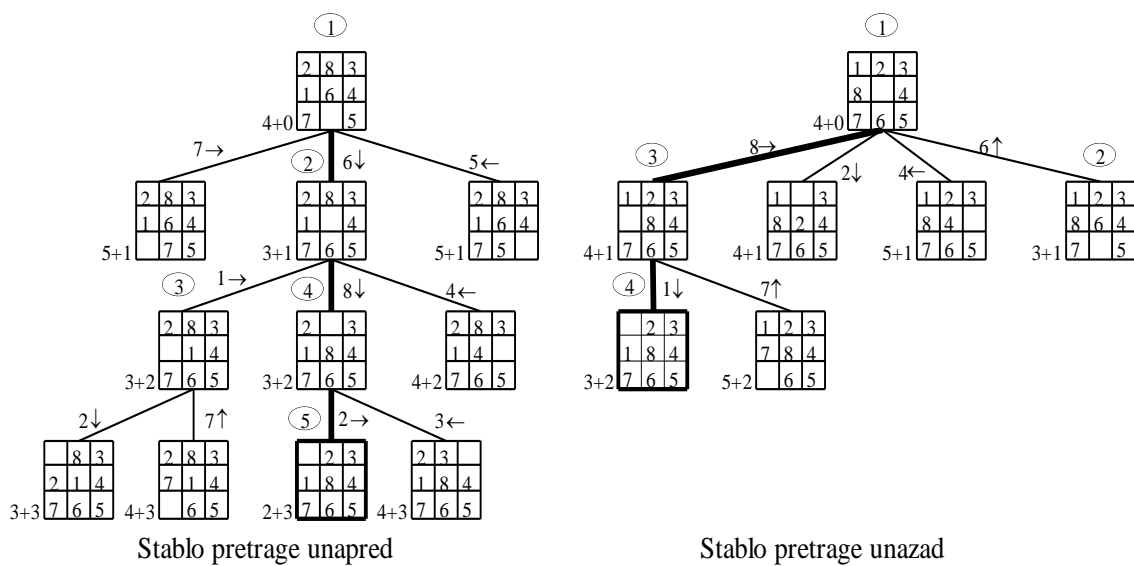 1 1
2 8 3 1 2 3
1 6 4 8 4
7 5 7 6 5
4+0 4+0
7→ 2 6↓ 5← 3 8→ 2↓ 4← 6↑ 2
2 8 3 2 8 3 2 8 3 1 2 3 1 3 1 2 3 1 2 3
1 6 4 1 4 1 6 4 8 4 8 2 4 8 4 8 6 4
7 5 7 6 5 7 5 7 6 5 7 6 5 7 6 5 7 5
5+1 3+1 5+1 4+1 4+1 5+1 3+1
3 1→ 4 8↓ 4← 4 1↓ 7↑
2 8 3 2 3 2 8 3 2 3 1 2 3
1 4 1 8 4 1 4 1 8 4 7 8 4
7 6 5 7 6 5 7 6 5 7 6 5 6 5
3+2 3+2 4+2 3+2 5+2
2↓ 7↑ 5 2→ 3←
8 3 2 8 3 2 3 2 3
2 1 4 7 1 4 1 8 4 1 8 4
7 6 5 6 5 7 6 5 7 6 5
3+3 4+3 2+3 4+3
Stablo pretrage unapred Stablo pretrage unazad